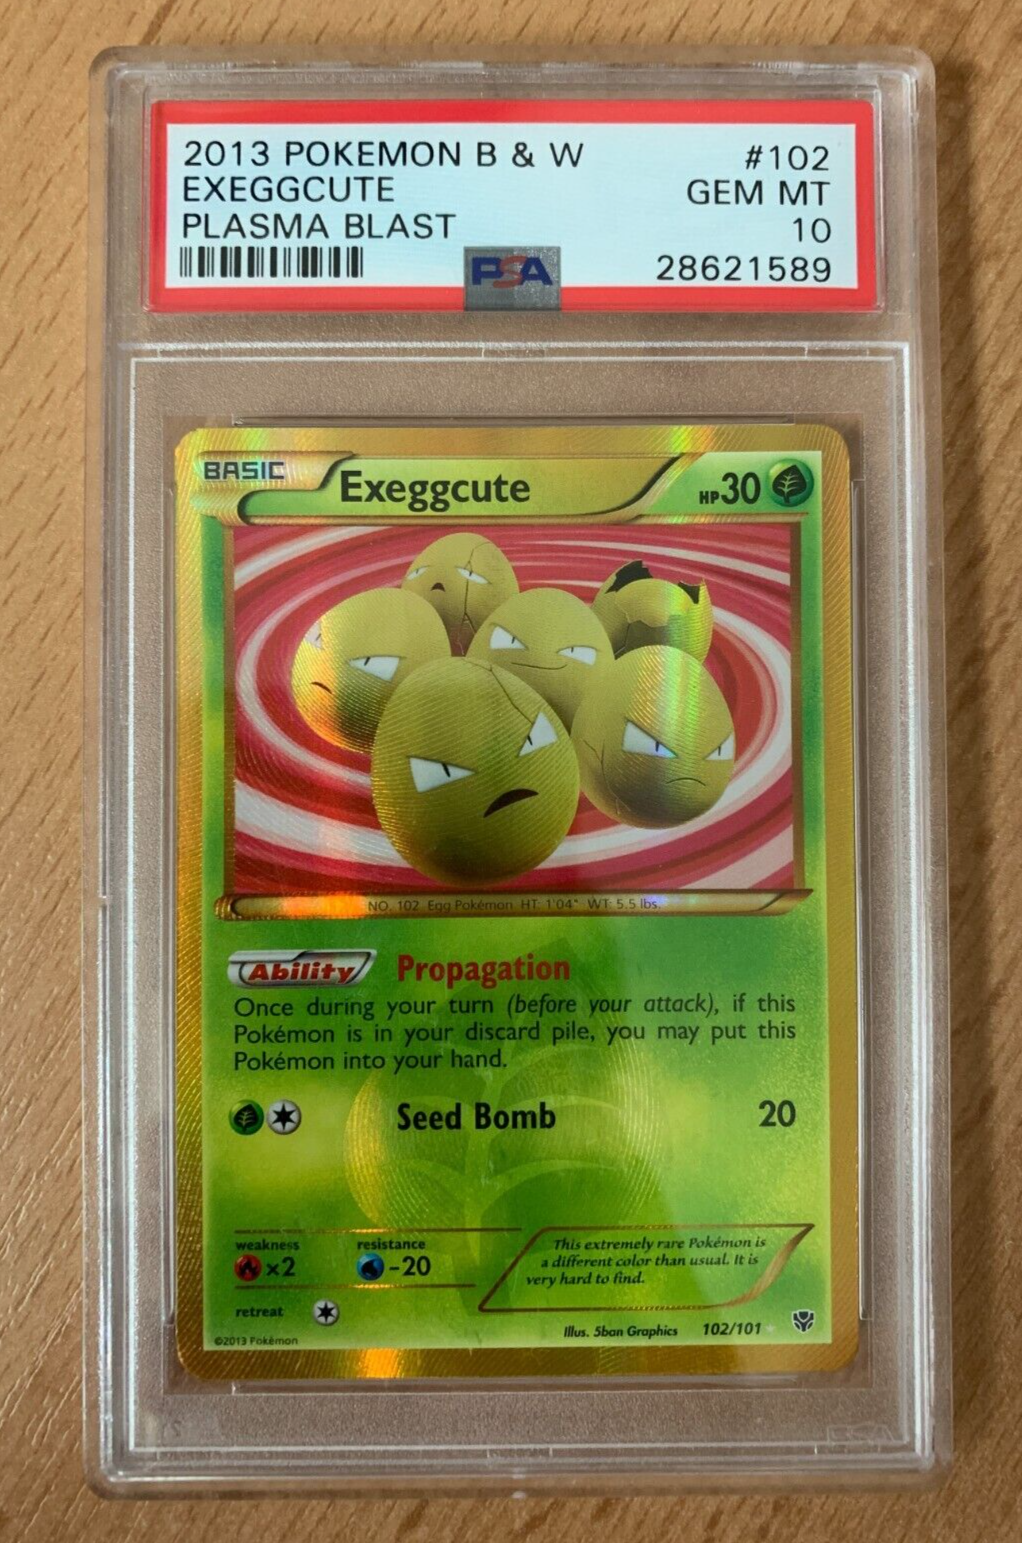 2013 POKEMON B & W #102
EXEGGCUTE GEM MT
PLASMA BLAST 10
PSA 28621589
BASIC Exeggcute HP30
NO. 102 Egg Pokémon HT: 1'04" WT: 5.5 lbs.
Ability Propagation
Once during your turn (before your attack), if this
Pokémon is in your discard pile, you may put this
Pokémon into your hand.
Seed Bomb 20
weakness resistance
×2 -20
This extremely rare Pokémon is
a different color than usual. It is
very hard to find.
retreat
Illus. 5ban Graphics 102/101
©2013 Pokémon